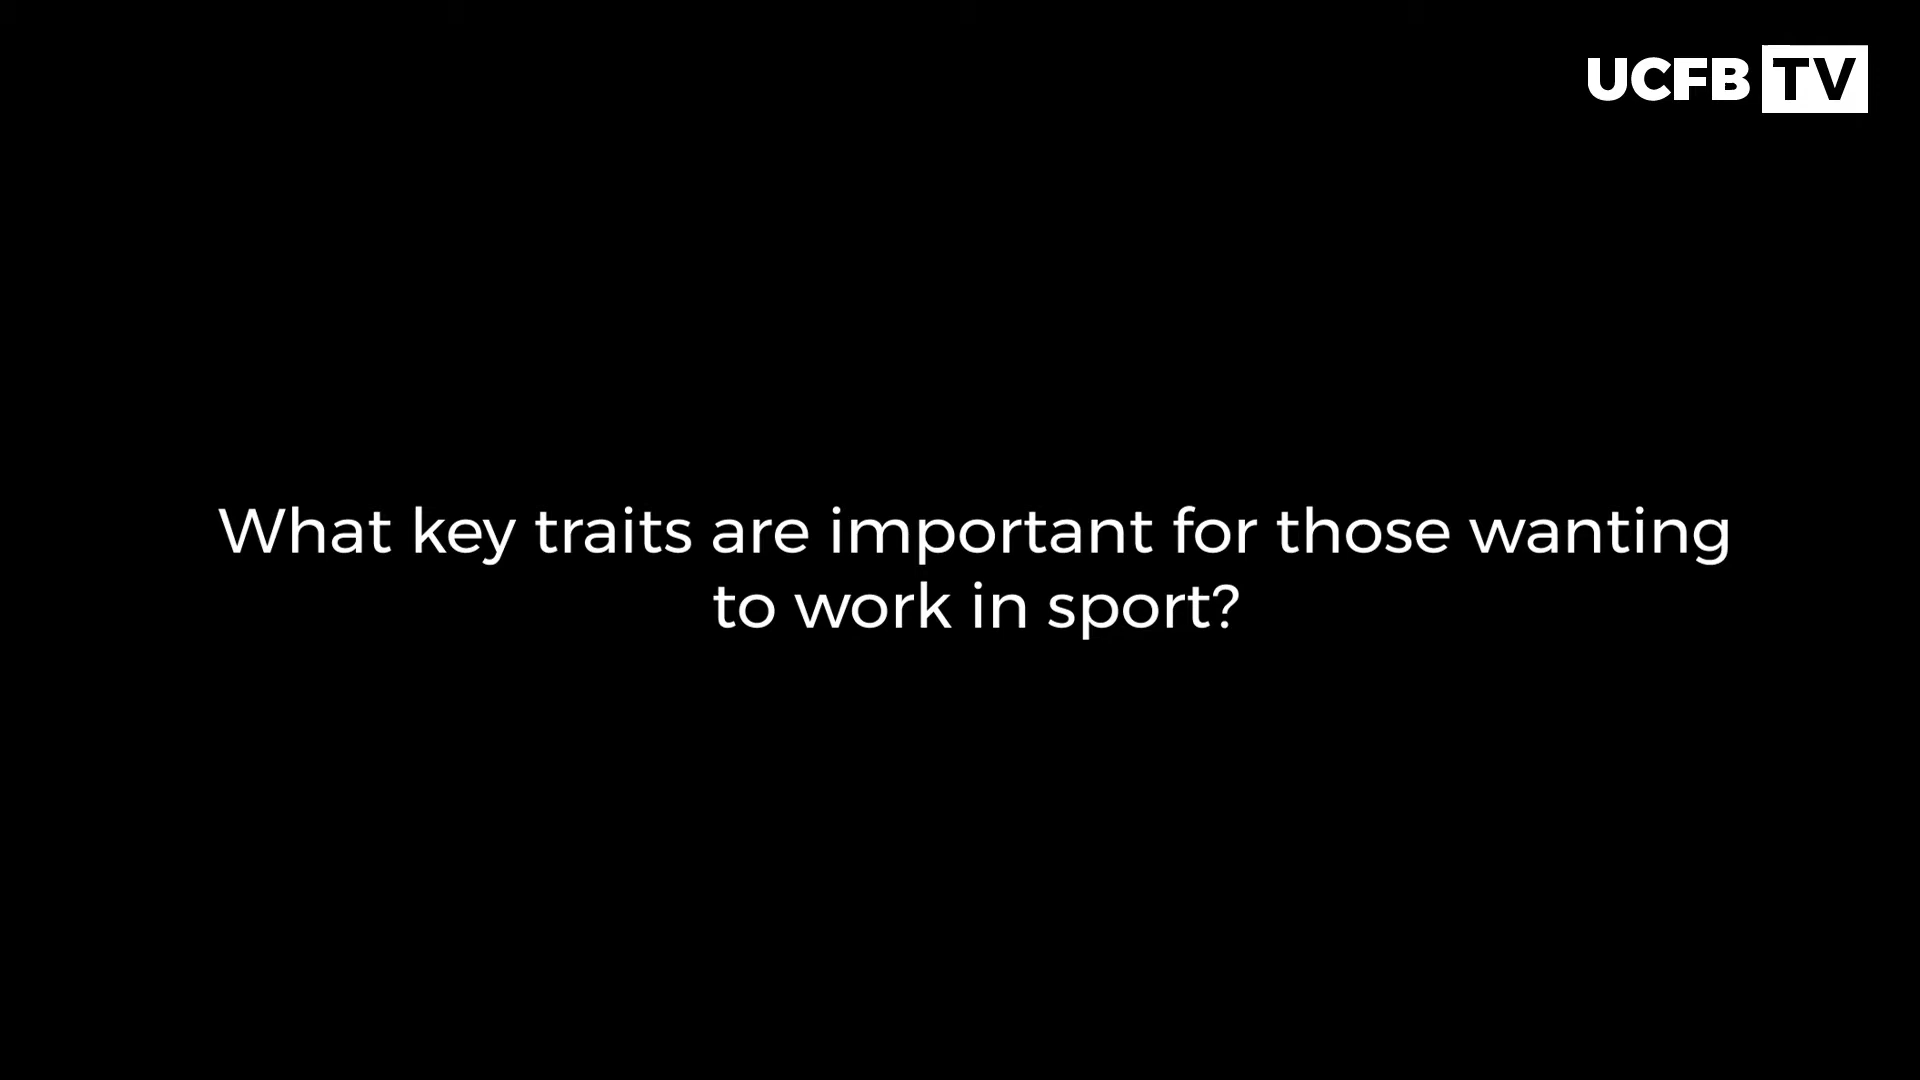 UCFB TV
What key traits are important for those wanting
to work in sport?